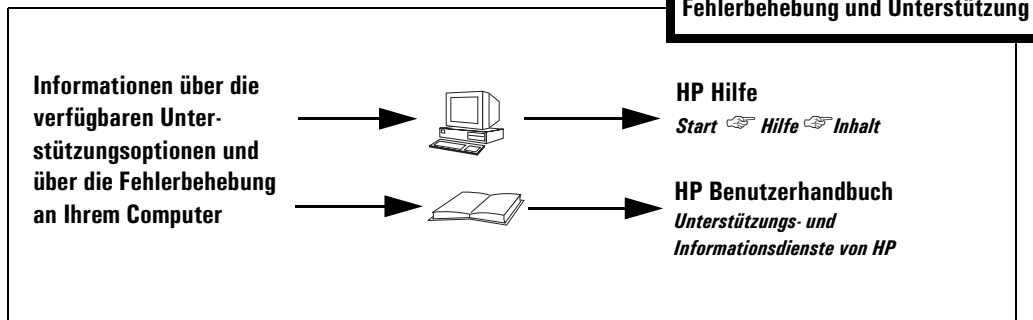 Fehlerbehebung und Unterstützung
Informationen über die
verfügbaren Unter-
stützungsoptionen und
über die Fehlerbehebung
an Ihrem Computer
HP Hilfe
Start ☞ Hilfe ☞ Inhalt
HP Benutzerhandbuch
Unterstützungs- und
Informationsdienste von HP